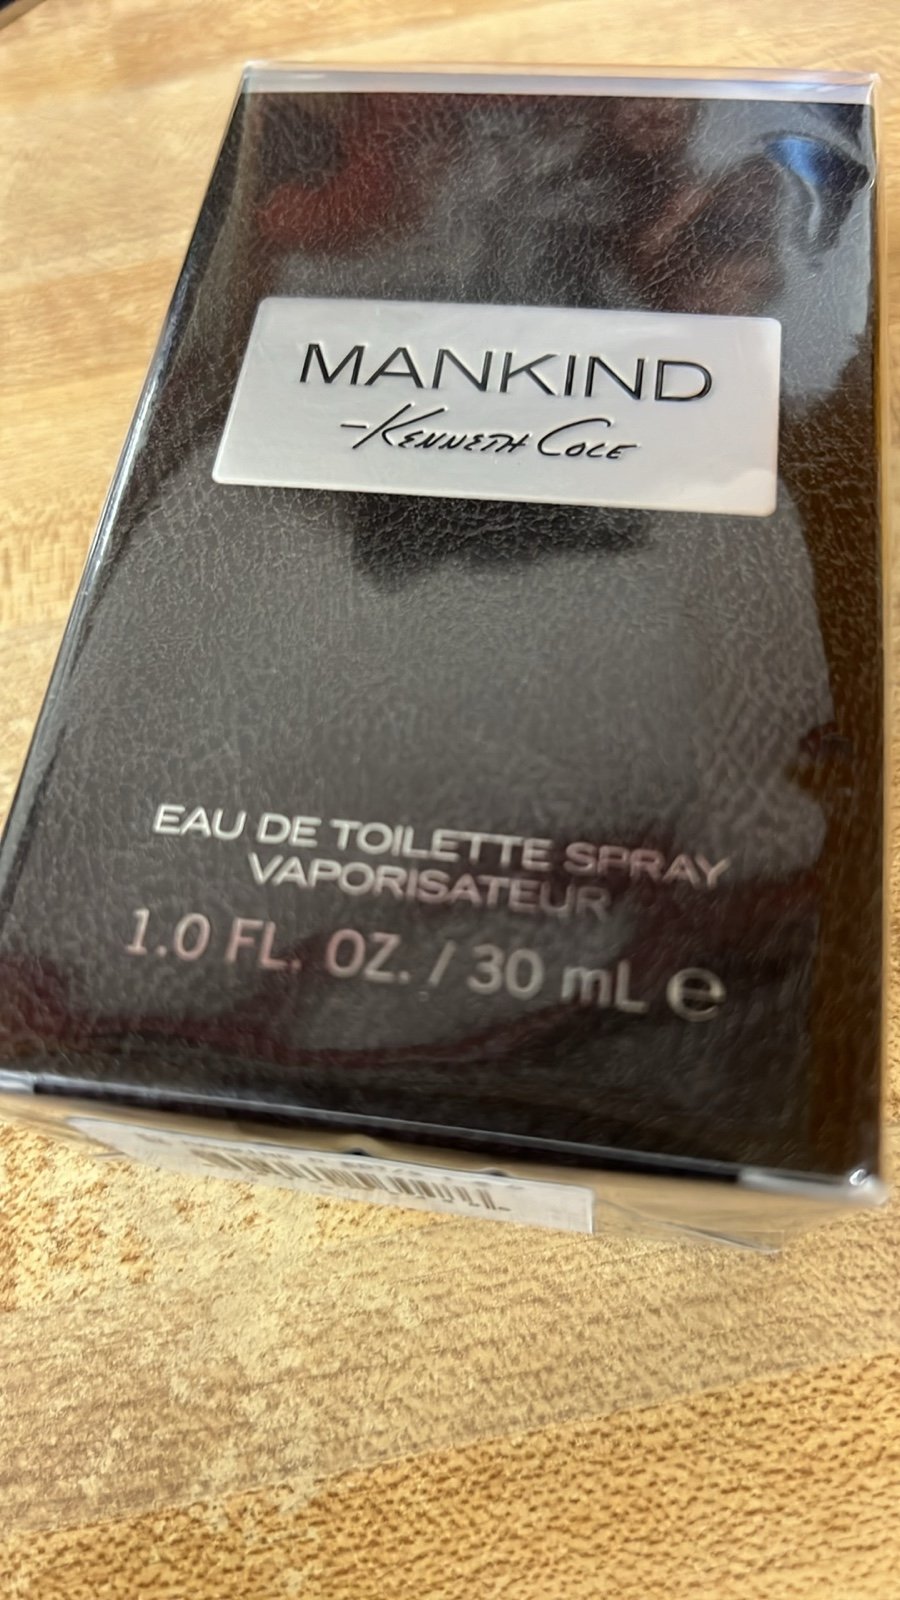 MANKIND
-KENNETH COLE
EAU DE TOILETTE SPRAY
VAPORISATEUR
1.0 FL. OZ. / 30 mL ℮